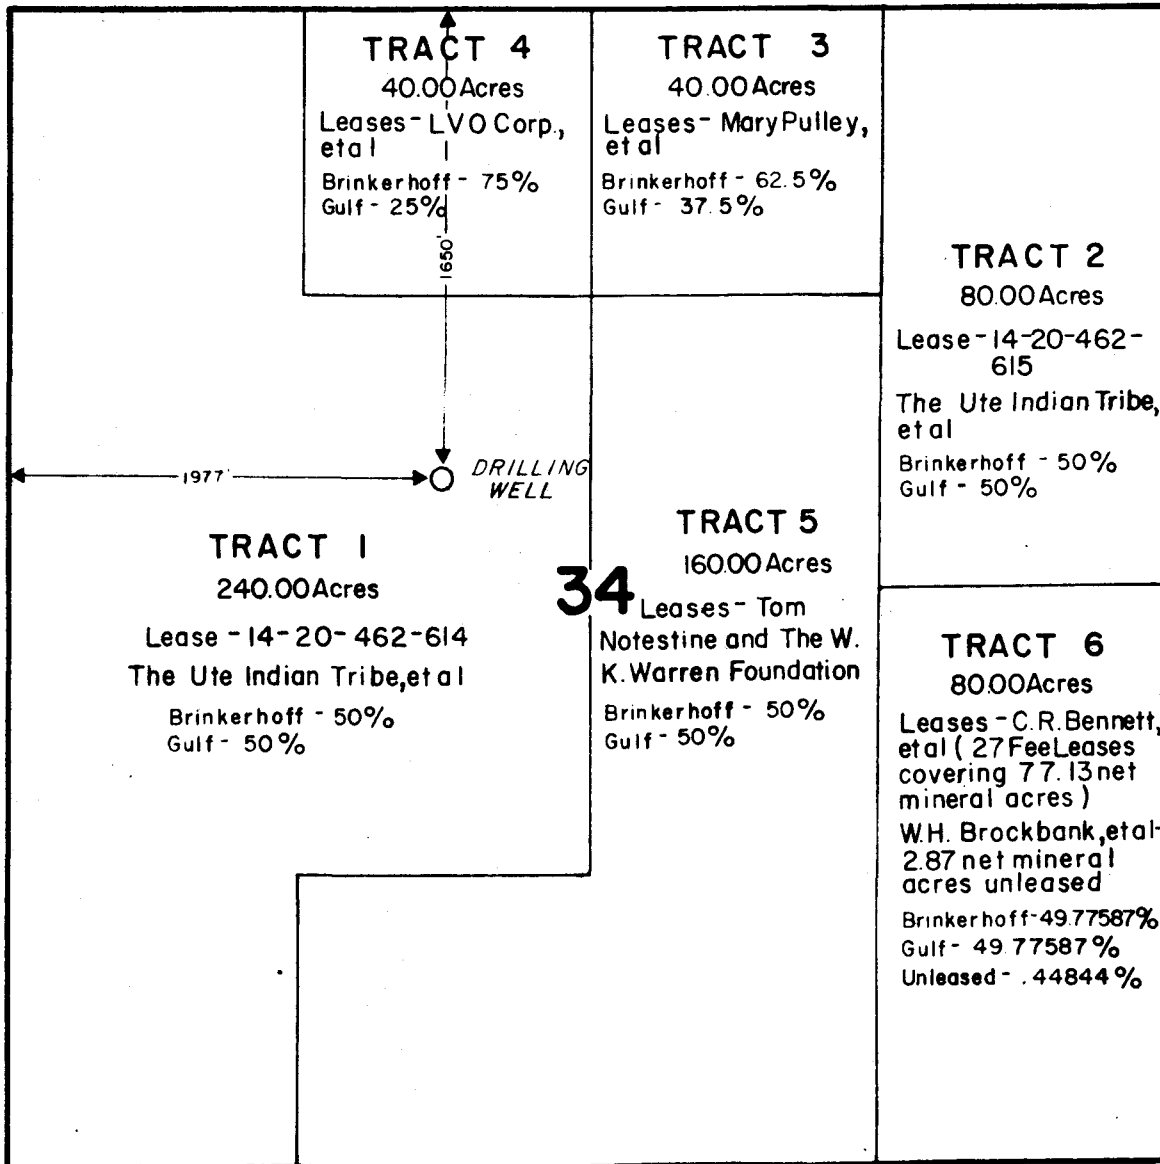 TRACT 4
40.00 Acres
Leases - LVO Corp.,
et al
Brinkerhoff - 75%
Gulf - 25%
1650'
TRACT 3
40.00 Acres
Leases - Mary Pulley,
et al
Brinkerhoff - 62.5%
Gulf - 37.5%
TRACT 2
80.00 Acres
Lease - 14-20-462-
615
The Ute Indian Tribe,
et al
Brinkerhoff - 50%
Gulf - 50%
1977'
DRILLING
WELL
TRACT 1
240.00 Acres
Lease - 14-20-462-614
The Ute Indian Tribe, et al
Brinkerhoff - 50%
Gulf - 50%
34
TRACT 5
160.00 Acres
Leases - Tom
Notestine and The W.
K. Warren Foundation
Brinkerhoff - 50%
Gulf - 50%
TRACT 6
80.00 Acres
Leases - C.R. Bennett,
et al ( 27 Fee Leases
covering 77.13 net
mineral acres )
W.H. Brockbank, et al -
2.87 net mineral
acres unleased
Brinkerhoff - 49.77587%
Gulf - 49.77587%
Unleased - .44844%